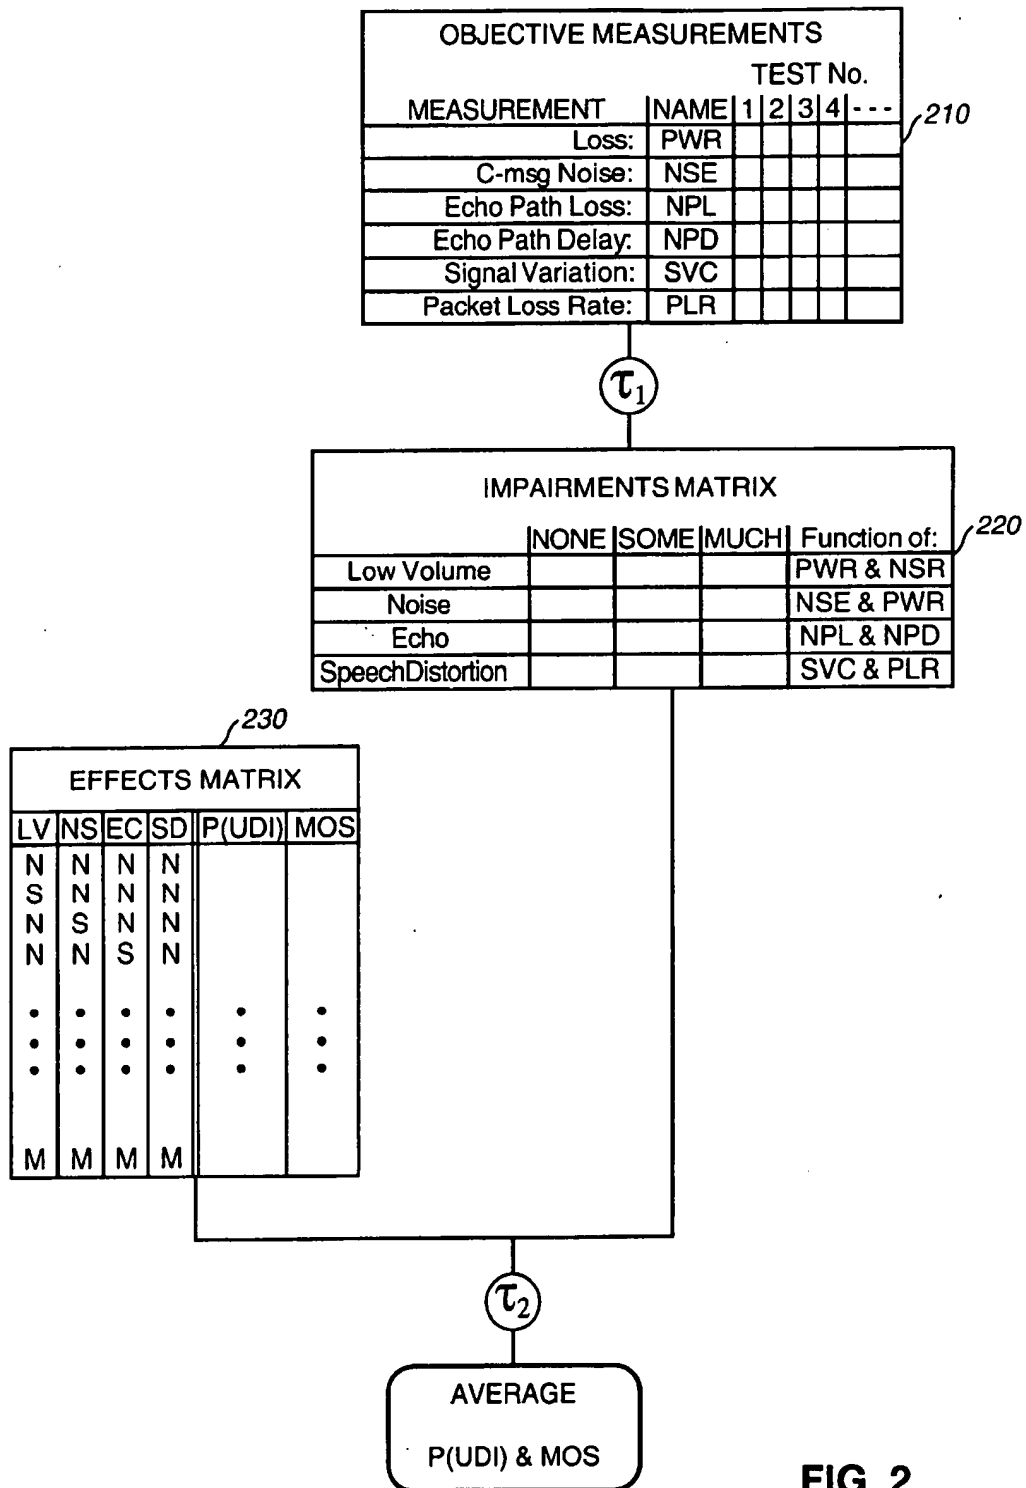 OBJECTIVE MEASUREMENTS
TEST No.
MEASUREMENT NAME 1 2 3 4 ---
210
Loss: PWR
C-msg Noise: NSE
Echo Path Loss: NPL
Echo Path Delay: NPD
Signal Variation: SVC
Packet Loss Rate: PLR
τ1
IMPAIRMENTS MATRIX
NONE SOME MUCH Function of:
220
Low Volume PWR & NSR
Noise NSE & PWR
Echo NPL & NPD
Speech Distortion SVC & PLR
230
EFFECTS MATRIX
LV NS EC SD P(UDI) MOS
N N N N
S N N N
N S N N
N N S N
M M M M
τ2
AVERAGE
P(UDI) & MOS
FIG. 2